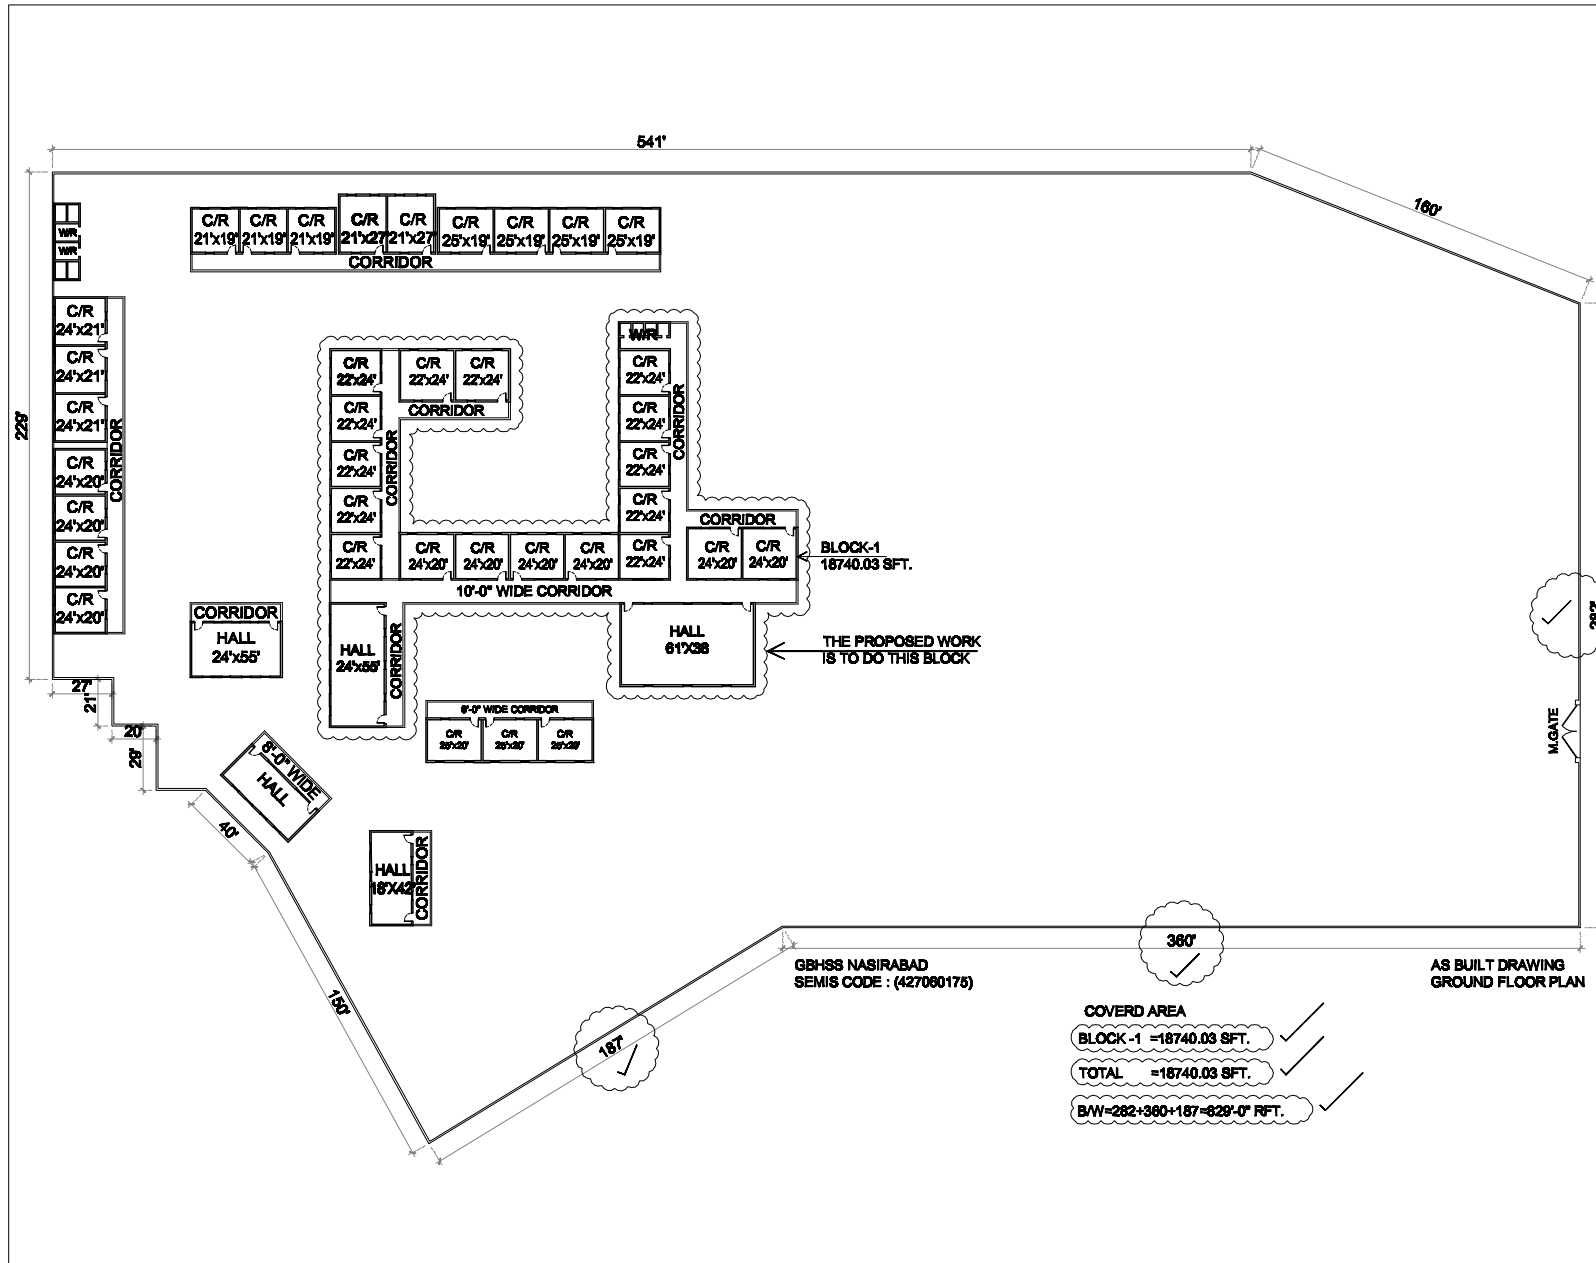 541'
160'
229'
W/R
W/R
C/R
21'x19'
C/R
21'x19'
C/R
21'x19'
C/R
21'x27'
C/R
21'x27'
C/R
25'x19'
C/R
25'x19'
C/R
25'x19'
C/R
25'x19'
CORRIDOR
C/R
24'x21'
C/R
24'x21'
C/R
24'x21'
C/R
24'x20'
C/R
24'x20'
C/R
24'x20'
C/R
24'x20'
CORRIDOR
C/R
22'x24'
C/R
22'x24'
C/R
22'x24'
CORRIDOR
C/R
22'x24'
C/R
22'x24'
C/R
22'x24'
C/R
22'x24'
CORRIDOR
W/R
C/R
22'x24'
C/R
22'x24'
C/R
22'x24'
C/R
22'x24'
C/R
22'x24'
CORRIDOR
C/R
24'x20'
C/R
24'x20'
C/R
24'x20'
C/R
24'x20'
CORRIDOR
C/R
24'x20'
C/R
24'x20'
BLOCK-1
18740.03 SFT.
10'-0" WIDE CORRIDOR
CORRIDOR
HALL
24'x55'
HALL
24'x55'
CORRIDOR
HALL
61'X38
THE PROPOSED WORK
IS TO DO THIS BLOCK
27'
21'
20'
29'
40'
150'
187'
8'-0" WIDE
HALL
8'-0" WIDE CORRIDOR
C/R
25'x20'
C/R
25'x20'
C/R
HALL
18'X42'
CORRIDOR
M.GATE
360'
GBHSS NASIRABAD
SEMIS CODE : (427060175)
AS BUILT DRAWING
GROUND FLOOR PLAN
COVERD AREA
BLOCK -1 =18740.03 SFT.
TOTAL =18740.03 SFT.
B/W=282+360+187=829'-0" RFT.